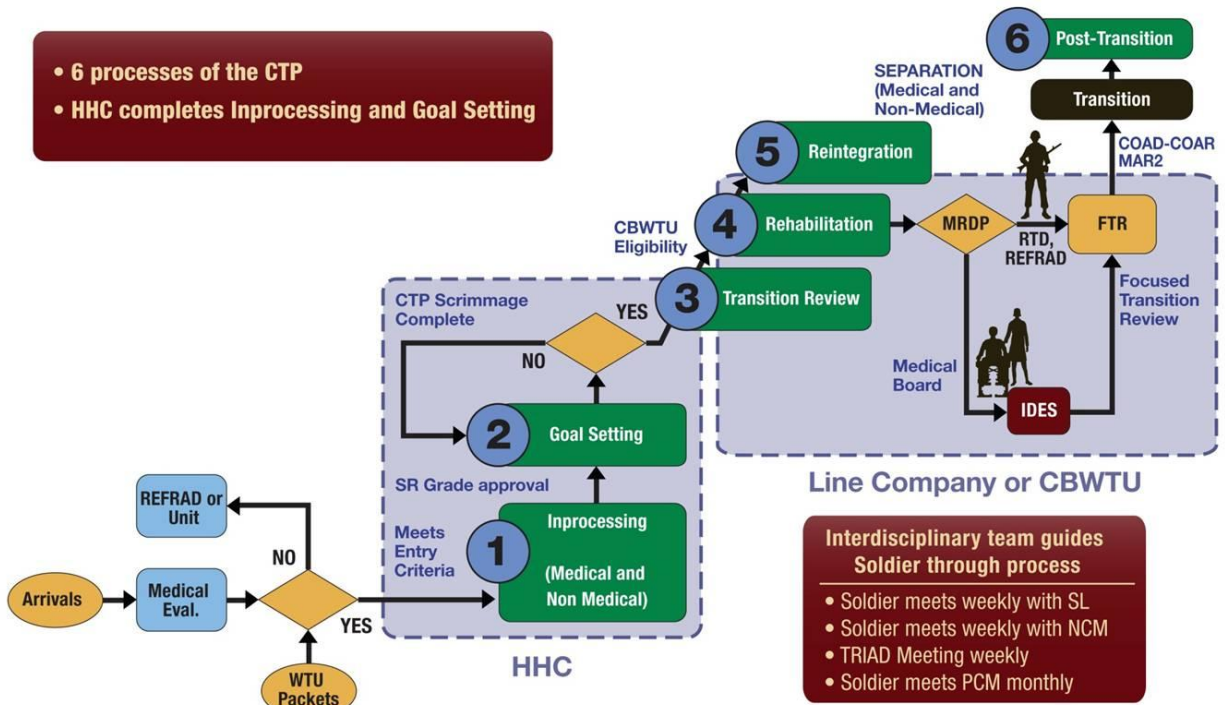 • 6 processes of the CTP
• HHC completes Inprocessing and Goal Setting
6
Post-Transition
Transition
SEPARATION
(Medical and
Non-Medical)
COAD-COAR
MAR2
5
Reintegration
4
Rehabilitation
CBWTU
Eligibility
MRDP
RTD,
REFRAD
FTR
3
Transition Review
Focused
Transition
Review
Medical
Board
IDES
Line Company or CBWTU
CTP Scrimmage
Complete
YES
NO
2
Goal Setting
SR Grade approval
1
Inprocessing
(Medical and
Non Medical)
Meets
Entry
Criteria
HHC
REFRAD or
Unit
NO
Arrivals
Medical
Eval.
YES
WTU
Packets
Interdisciplinary team guides
Soldier through process
• Soldier meets weekly with SL
• Soldier meets weekly with NCM
• TRIAD Meeting weekly
• Soldier meets PCM monthly